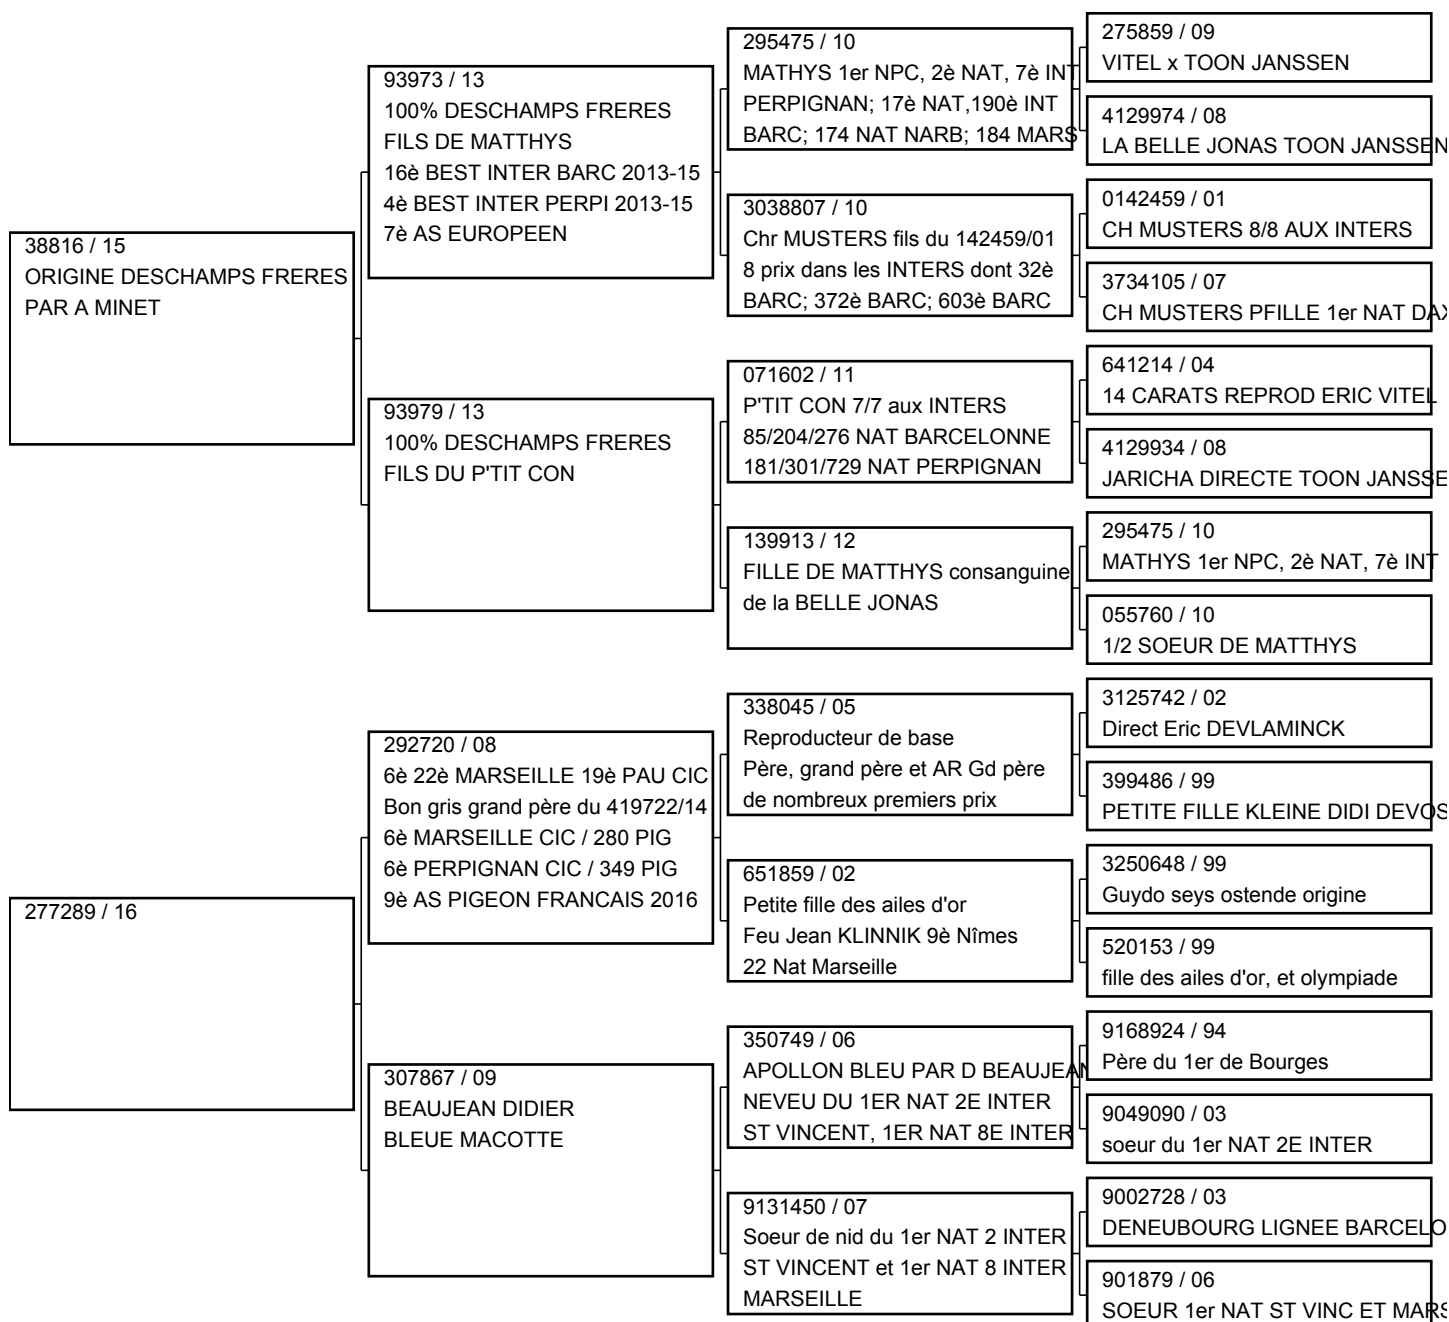 38816 / 15
ORIGINE DESCHAMPS FRERES
PAR A MINET
277289 / 16
93973 / 13
100% DESCHAMPS FRERES
FILS DE MATTHYS
16è BEST INTER BARC 2013-15
4è BEST INTER PERPI 2013-15
7è AS EUROPEEN
93979 / 13
100% DESCHAMPS FRERES
FILS DU P'TIT CON
292720 / 08
6è 22è MARSEILLE 19è PAU CIC
Bon gris grand père du 419722/14
6è MARSEILLE CIC / 280 PIG
6è PERPIGNAN CIC / 349 PIG
9è AS PIGEON FRANCAIS 2016
307867 / 09
BEAUJEAN DIDIER
BLEUE MACOTTE
295475 / 10
MATHYS 1er NPC, 2è NAT, 7è INT
PERPIGNAN; 17è NAT,190è INT
BARC; 174 NAT NARB; 184 MARS
3038807 / 10
Chr MUSTERS fils du 142459/01
8 prix dans les INTERS dont 32è
BARC; 372è BARC; 603è BARC
071602 / 11
P'TIT CON 7/7 aux INTERS
85/204/276 NAT BARCELONNE
181/301/729 NAT PERPIGNAN
139913 / 12
FILLE DE MATTHYS consanguine
de la BELLE JONAS
338045 / 05
Reproducteur de base
Père, grand père et AR Gd père
de nombreux premiers prix
651859 / 02
Petite fille des ailes d'or
Feu Jean KLINNIK 9è Nîmes
22 Nat Marseille
350749 / 06
APOLLON BLEU PAR D BEAUJEAN
NEVEU DU 1ER NAT 2E INTER
ST VINCENT, 1ER NAT 8E INTER
9131450 / 07
Soeur de nid du 1er NAT 2 INTER
ST VINCENT et 1er NAT 8 INTER
MARSEILLE
275859 / 09
VITEL x TOON JANSSEN
4129974 / 08
LA BELLE JONAS TOON JANSSEN
0142459 / 01
CH MUSTERS 8/8 AUX INTERS
3734105 / 07
CH MUSTERS PFILLE 1er NAT DAX
641214 / 04
14 CARATS REPROD ERIC VITEL
4129934 / 08
JARICHA DIRECTE TOON JANSSE
295475 / 10
MATHYS 1er NPC, 2è NAT, 7è INT
055760 / 10
1/2 SOEUR DE MATTHYS
3125742 / 02
Direct Eric DEVLAMINCK
399486 / 99
PETITE FILLE KLEINE DIDI DEVOS
3250648 / 99
Guydo seys ostende origine
520153 / 99
fille des ailes d'or, et olympiade
9168924 / 94
Père du 1er de Bourges
9049090 / 03
soeur du 1er NAT 2E INTER
9002728 / 03
DENEUBOURG LIGNEE BARCELO
901879 / 06
SOEUR 1er NAT ST VINC ET MARS